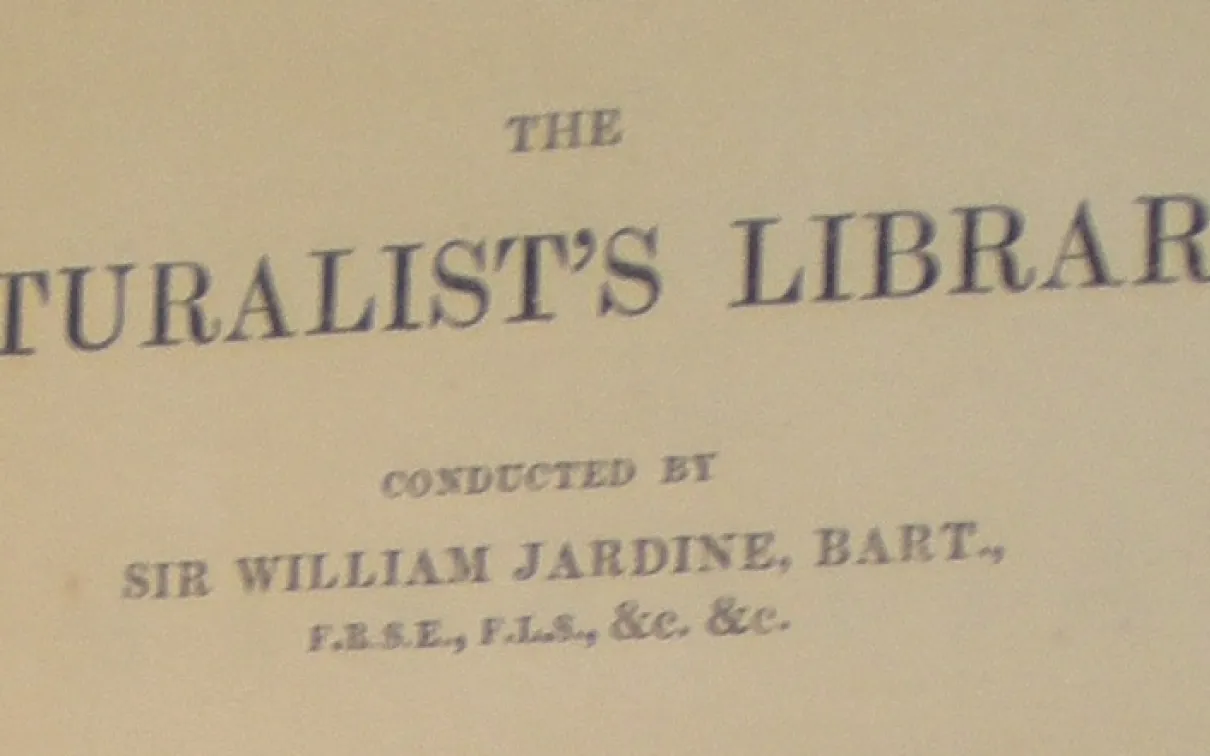 THE
TURALIST'S LIBRAR
CONDUCTED BY
SIR WILLIAM JARDINE, BART.,
F.R.S.E., F.L.S., &c. &c.